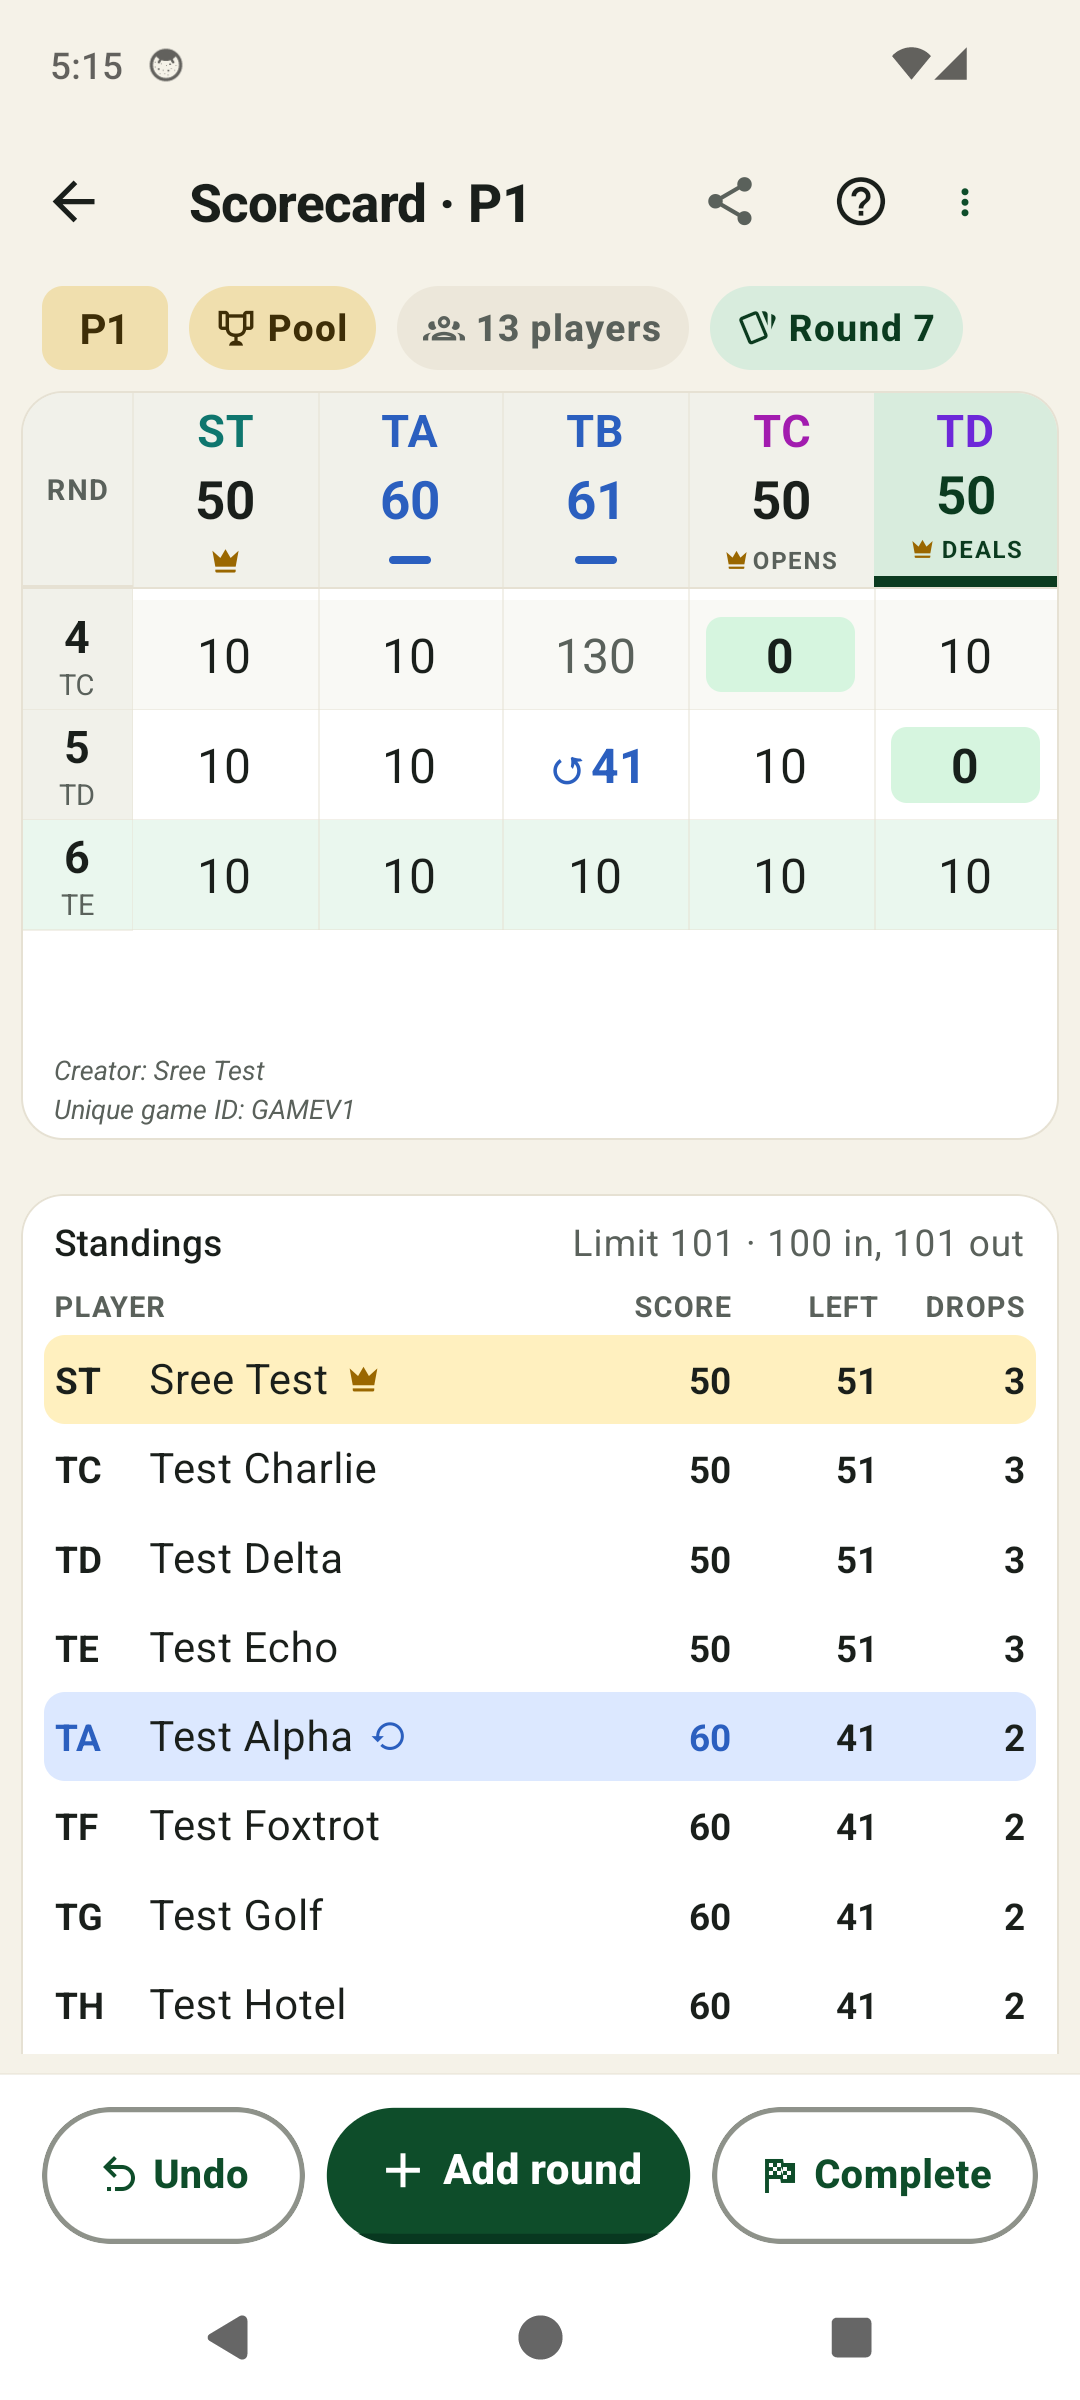 5:15
Scorecard · P1
P1 Pool 13 players Round 7
RND ST TA TB TC TD
50 60 61 50 50
OPENS DEALS
4 10 10 130 0 10
TC
5 10 10 41 10 0
TD
6 10 10 10 10 10
TE
Creator: Sree Test
Unique game ID: GAMEV1
Standings Limit 101 · 100 in, 101 out
PLAYER SCORE LEFT DROPS
ST Sree Test 50 51 3
TC Test Charlie 50 51 3
TD Test Delta 50 51 3
TE Test Echo 50 51 3
TA Test Alpha 60 41 2
TF Test Foxtrot 60 41 2
TG Test Golf 60 41 2
TH Test Hotel 60 41 2
Undo Add round Complete